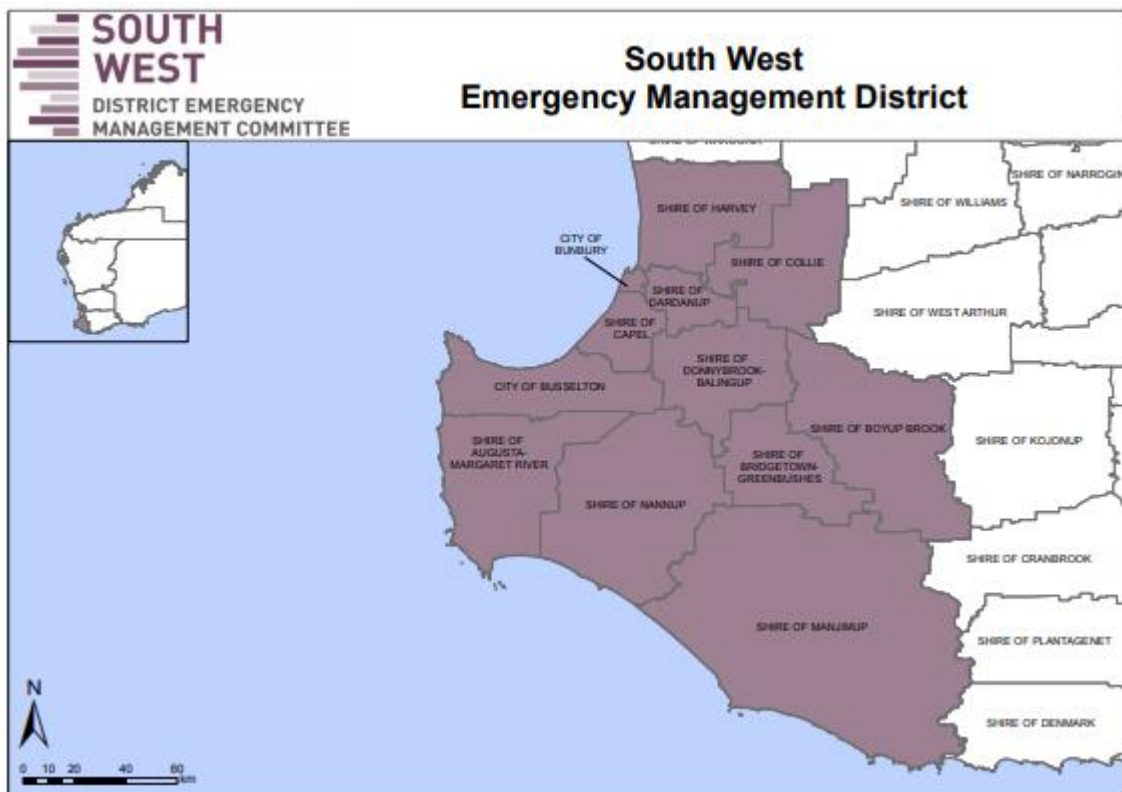 SOUTH
WEST
DISTRICT EMERGENCY
MANAGEMENT COMMITTEE
South West
Emergency Management District
SHIRE OF NARROGIN
SHIRE OF WILLIAMS
SHIRE OF HARVEY
CITY OF
BUNBURY
SHIRE OF COLLIE
SHIRE OF
DARDANUP
SHIRE OF WEST ARTHUR
SHIRE OF
CAPEL
SHIRE OF
DONNYBROOK-
BALINGUP
CITY OF BUSSELTON
SHIRE OF BOYUP BROOK
SHIRE OF
AUGUSTA-
MARGARET RIVER
SHIRE OF KOJONUP
SHIRE OF
BRIDGETOWN-
GREENBUSHES
SHIRE OF NANNUP
SHIRE OF CRANBROOK
SHIRE OF MANJIMUP
SHIRE OF PLANTAGENET
SHIRE OF DENMARK
N
0 10 20 40 60
km